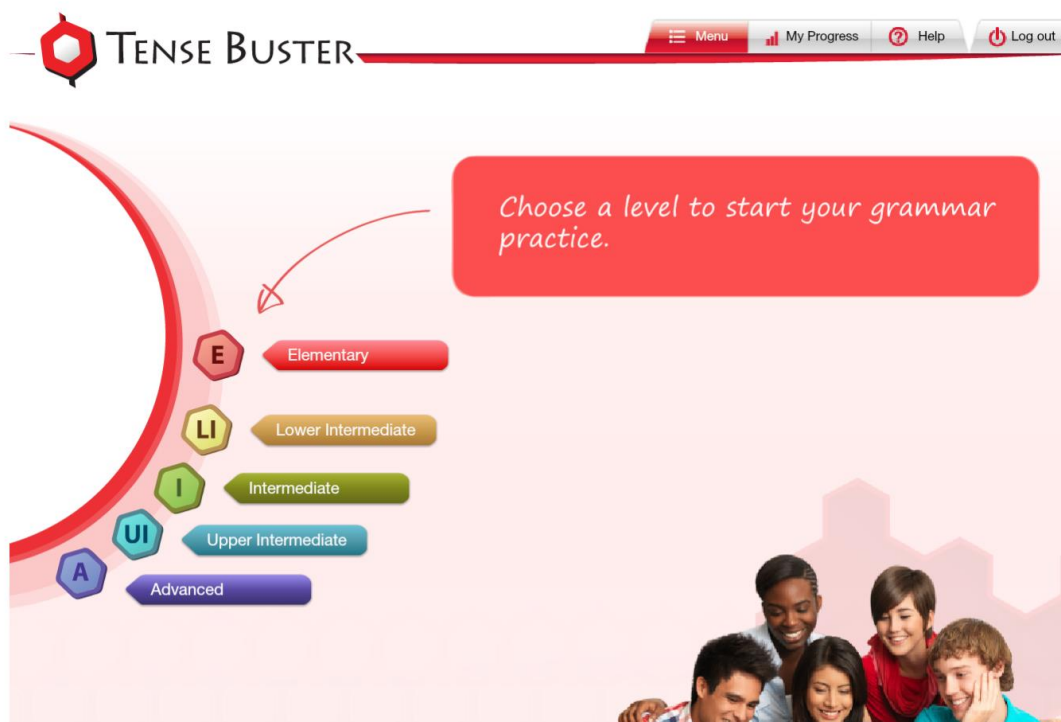 TENSE BUSTER
Menu
My Progress
? Help
Log out
Choose a level to start your grammar
practice.
E Elementary
LI Lower Intermediate
I Intermediate
UI Upper Intermediate
A Advanced